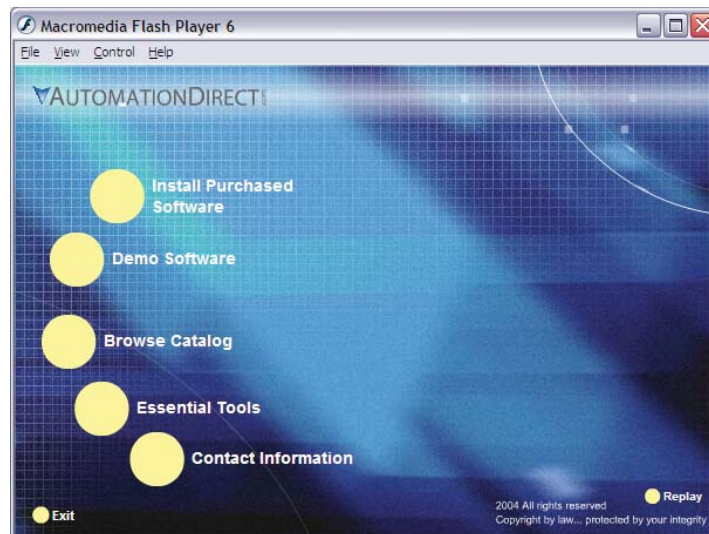 Macromedia Flash Player 6
File View Control Help
AUTOMATIONDIRECT
Install Purchased
Software
Demo Software
Browse Catalog
Essential Tools
Contact Information
Replay
2004 All rights reserved
Copyright by law... protected by your integrity
Exit